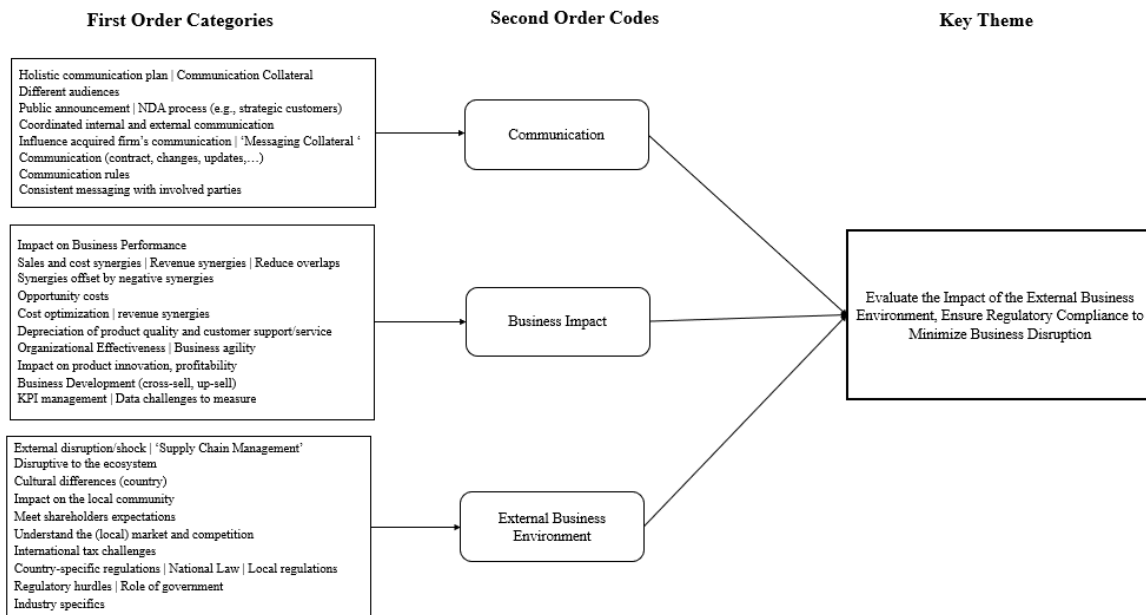 First Order Categories
Second Order Codes
Key Theme
Holistic communication plan | Communication Collateral
Different audiences
Public announcement | NDA process (e.g., strategic customers)
Coordinated internal and external communication
Influence acquired firm's communication | 'Messaging Collateral '
Communication (contract, changes, updates,…)
Communication rules
Consistent messaging with involved parties
Communication
Impact on Business Performance
Sales and cost synergies | Revenue synergies | Reduce overlaps
Synergies offset by negative synergies
Opportunity costs
Cost optimization | revenue synergies
Depreciation of product quality and customer support/service
Organizational Effectiveness | Business agility
Impact on product innovation, profitability
Business Development (cross-sell, up-sell)
KPI management | Data challenges to measure
Business Impact
External disruption/shock | 'Supply Chain Management'
Disruptive to the ecosystem
Cultural differences (country)
Impact on the local community
Meet shareholders expectations
Understand the (local) market and competition
International tax challenges
Country-specific regulations | National Law | Local regulations
Regulatory hurdles | Role of government
Industry specifics
External Business
Environment
Evaluate the Impact of the External Business
Environment, Ensure Regulatory Compliance to
Minimize Business Disruption